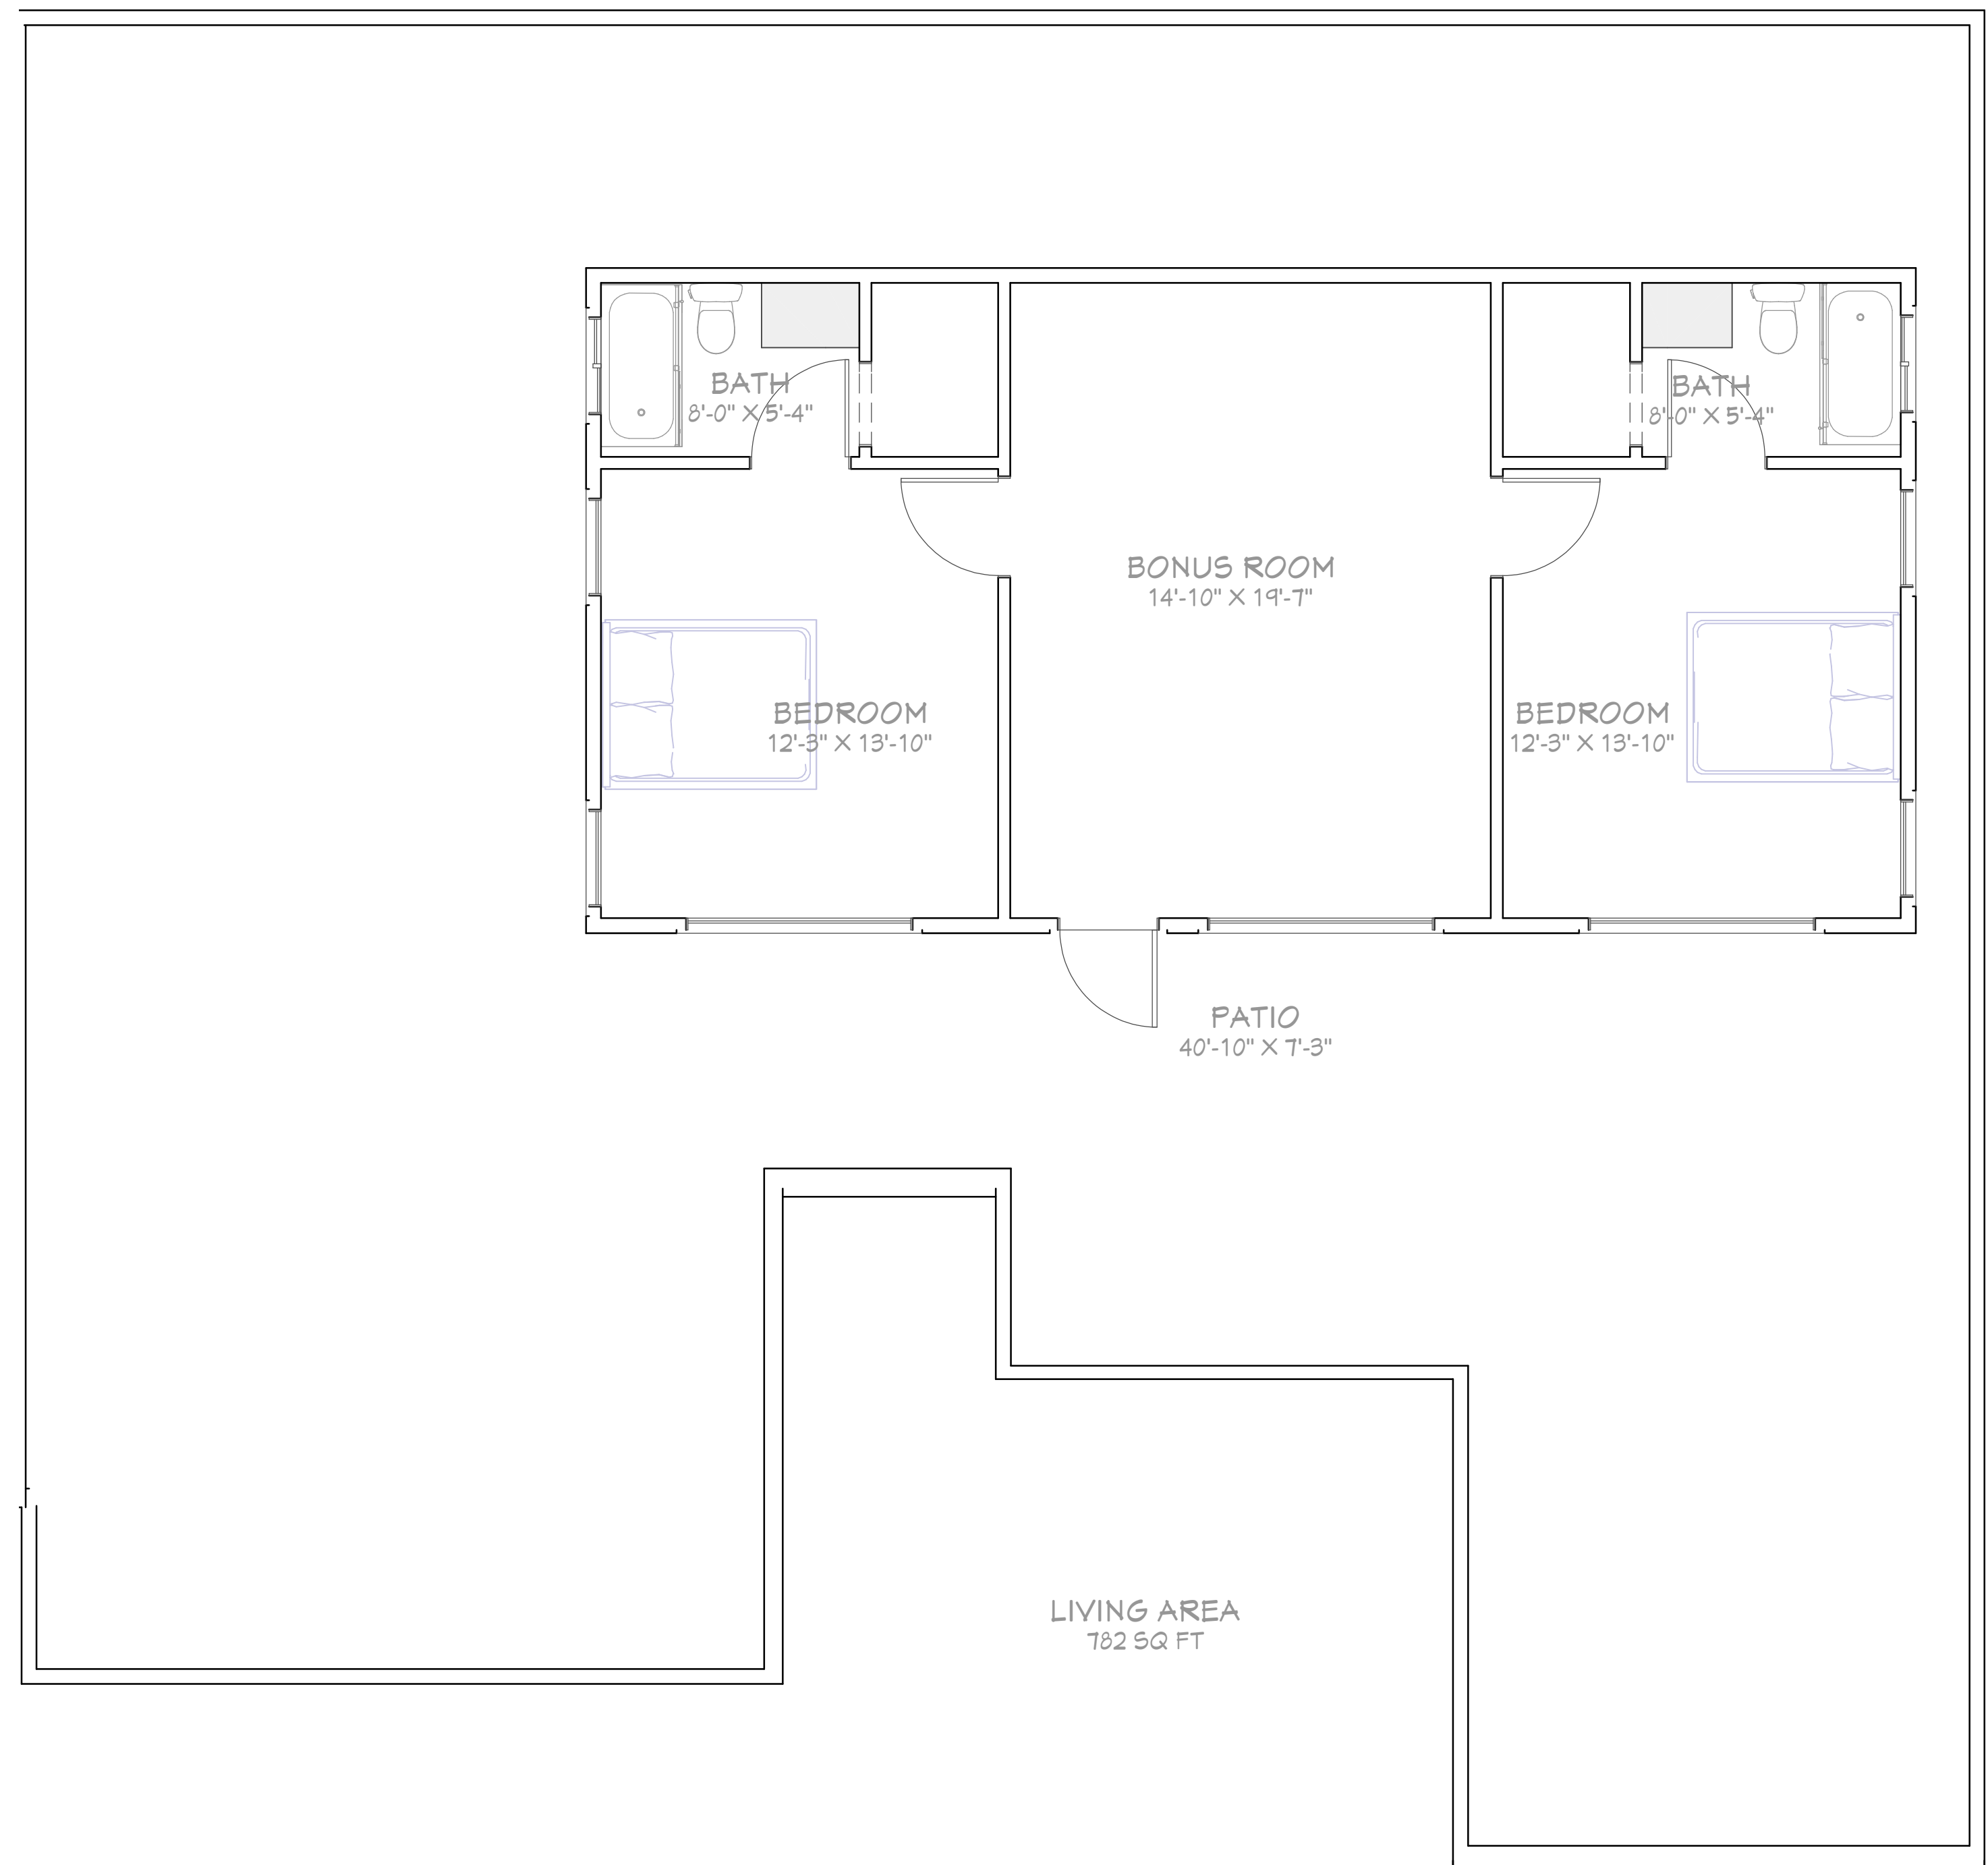 BATH
8'-0" X 5'-4"
BATH
8'-0" X 5'-4"
BONUS ROOM
14'-10" X 19'-7"
BEDROOM
12'-3" X 13'-10"
BEDROOM
12'-3" X 13'-10"
PATIO
40'-10" X 7'-3"
LIVING AREA
782 SQ FT